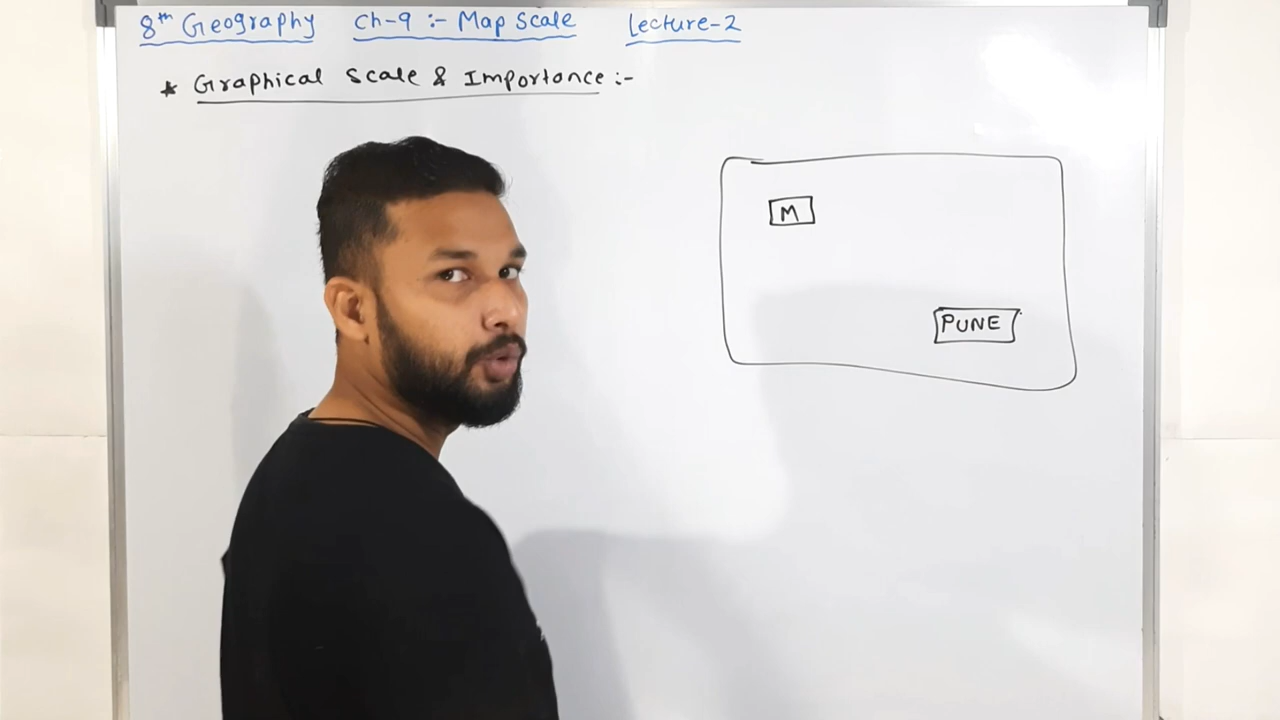 8th Geography Ch-9 :- Map Scale Lecture-2
* Graphical Scale & Importance :-
M
PUNE